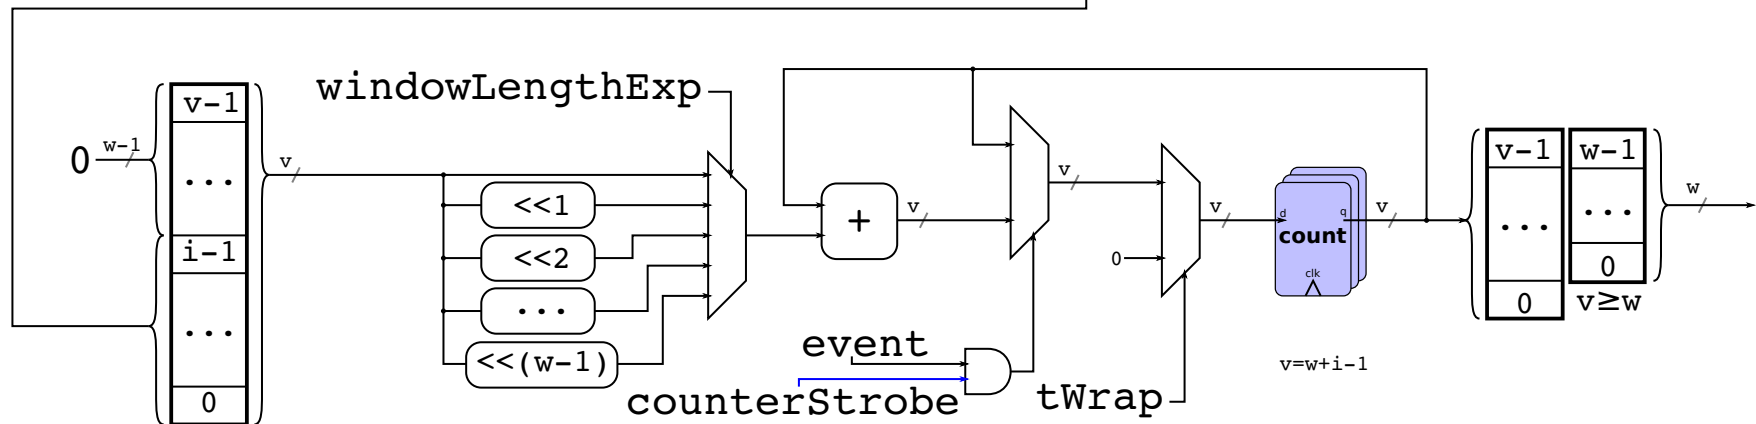 windowLengthExp
v-1
w-1
0
...
i-1
...
0
v
<<1
<<2
...
<<(w-1)
+
v
v
event
counterStrobe
0
tWrap
v
d
q
count
clk
v
v-1
...
0
w-1
...
0
v≥w
w
v=w+i-1